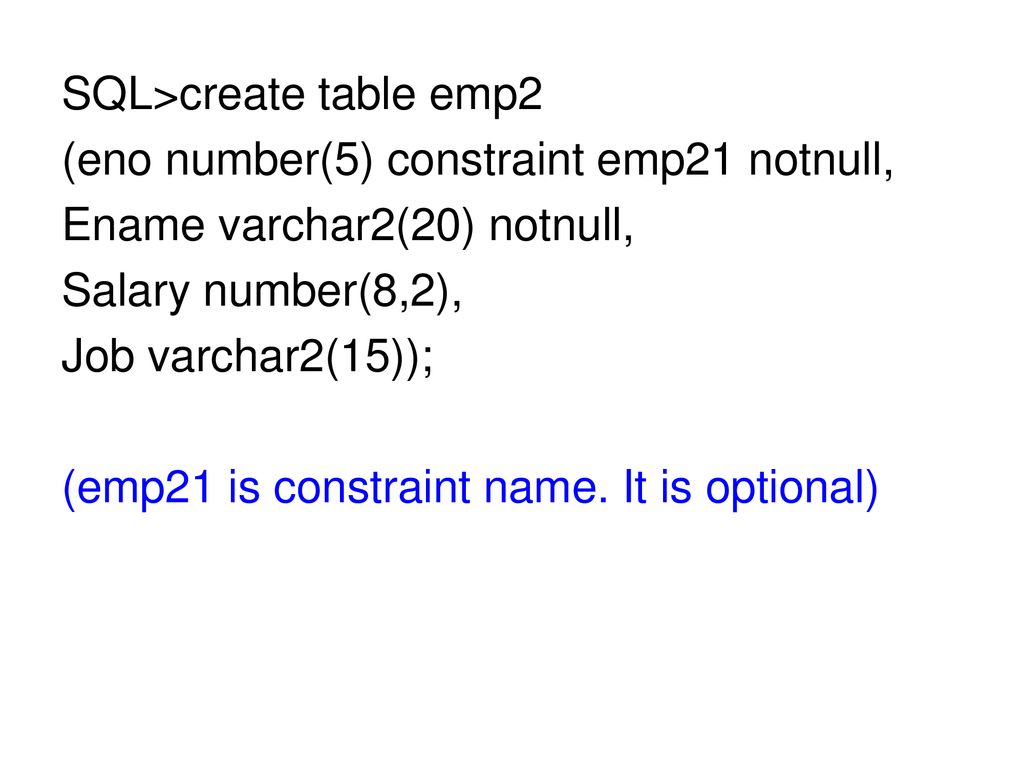 SQL>create table emp2
(eno number(5) constraint emp21 notnull,
Ename varchar2(20) notnull,
Salary number(8,2),
Job varchar2(15));
(emp21 is constraint name. It is optional)